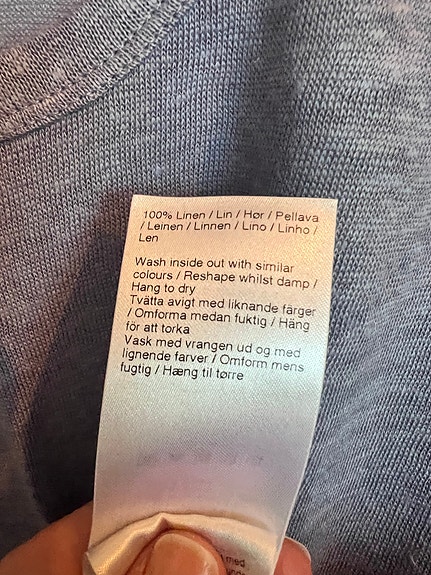 100% Linen / Lin / Hør / Pellava
/ Leinen / Linnen / Lino / Linho /
Len
Wash inside out with similar
colours / Reshape whilst damp /
Hang to dry
Tvätta avigt med liknande färger
/ Omforma medan fuktig / Häng
för att torka
Vask med vrangen ud og med
lignende farver / Omform mens
fugtig / Hæng til tørre
med